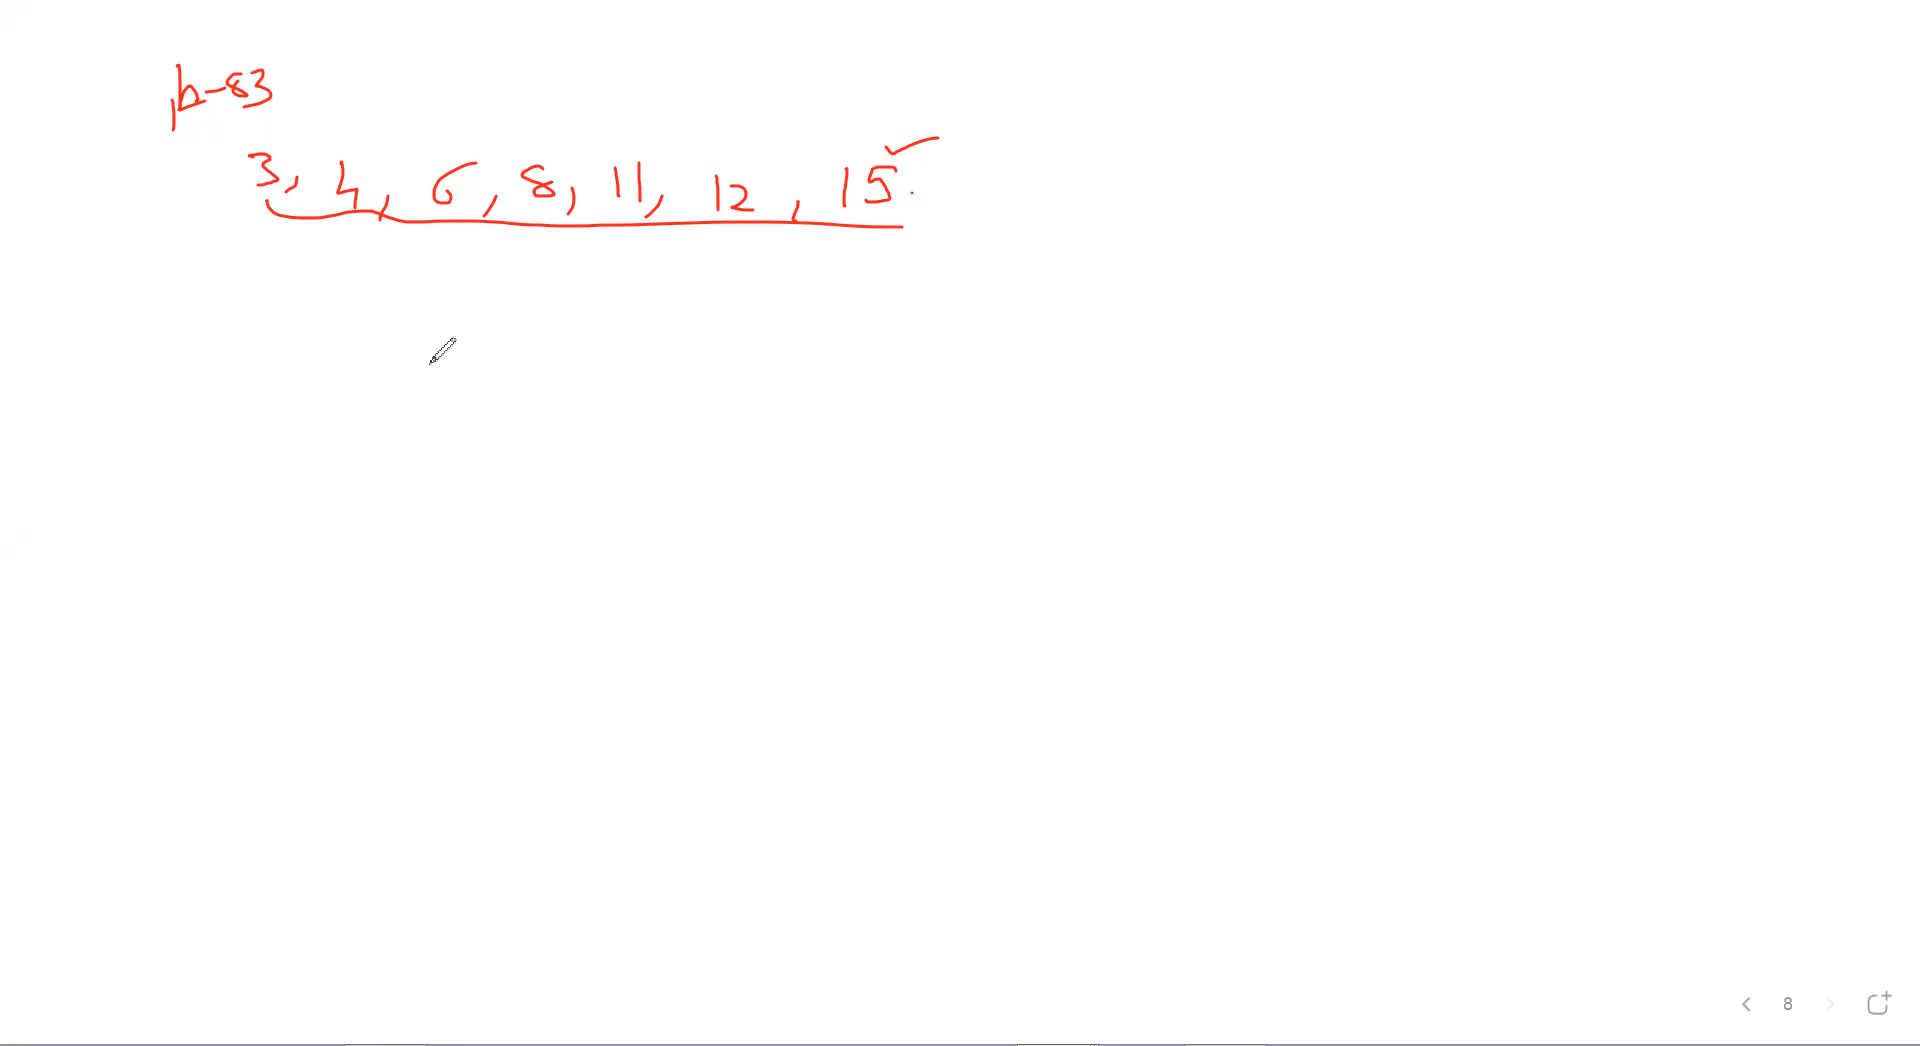 p-83
3, 4, 6, 8, 11, 12, 15.
8